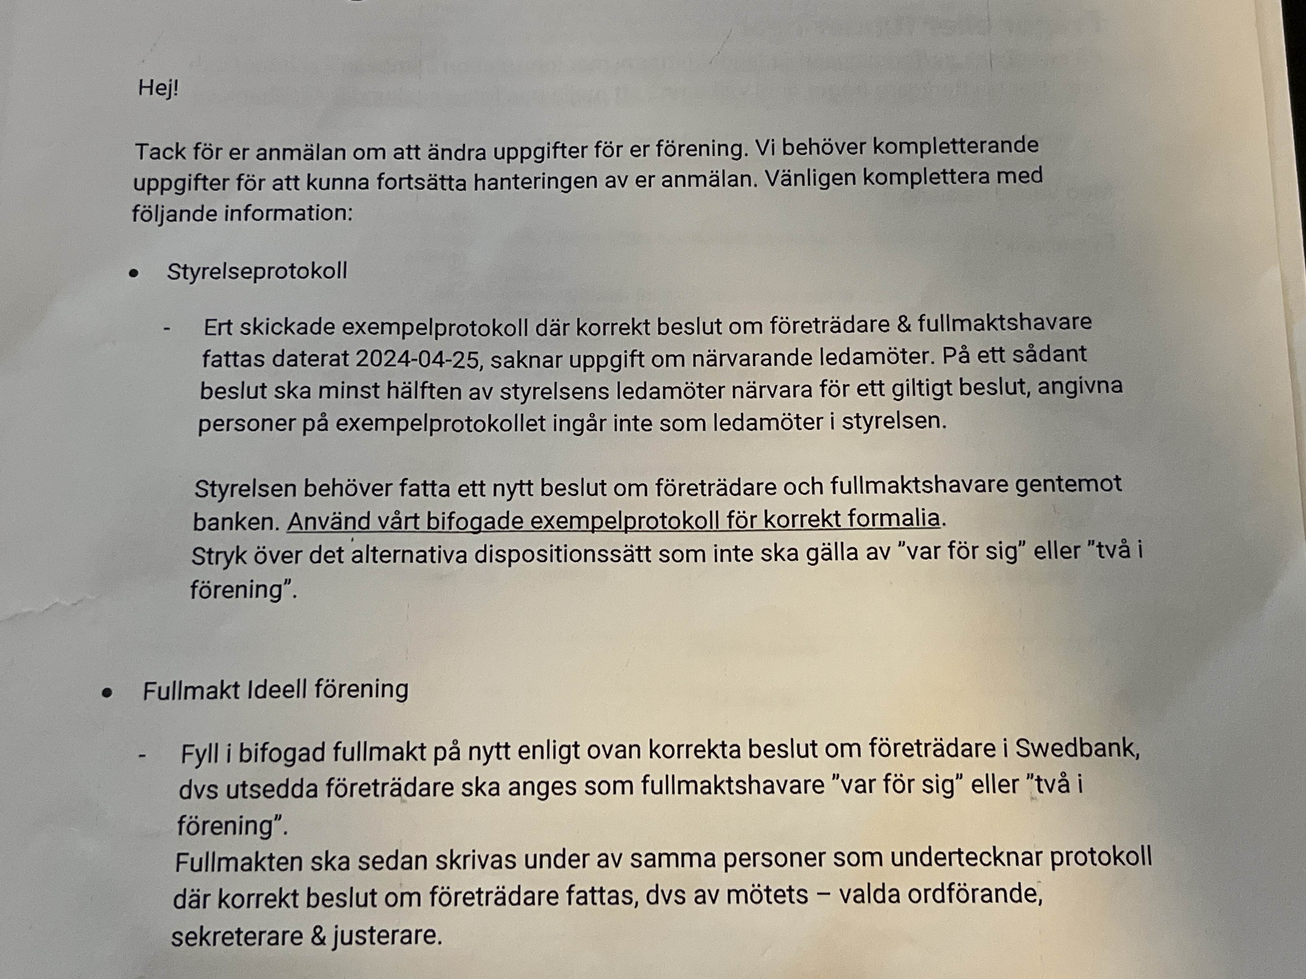 Hej!
Tack för er anmälan om att ändra uppgifter för er förening. Vi behöver kompletterande
uppgifter för att kunna fortsätta hanteringen av er anmälan. Vänligen komplettera med
följande information:
• Styrelseprotokoll
- Ert skickade exempelprotokoll där korrekt beslut om företrädare & fullmaktshavare
fattas daterat 2024-04-25, saknar uppgift om närvarande ledamöter. På ett sådant
beslut ska minst hälften av styrelsens ledamöter närvara för ett giltigt beslut, angivna
personer på exempelprotokollet ingår inte som ledamöter i styrelsen.
Styrelsen behöver fatta ett nytt beslut om företrädare och fullmaktshavare gentemot
banken. Använd vårt bifogade exempelprotokoll för korrekt formalia.
Stryk över det alternativa dispositionssätt som inte ska gälla av ”var för sig” eller ”två i
förening”.
• Fullmakt Ideell förening
- Fyll i bifogad fullmakt på nytt enligt ovan korrekta beslut om företrädare i Swedbank,
dvs utsedda företrädare ska anges som fullmaktshavare ”var för sig” eller ”två i
förening”.
Fullmakten ska sedan skrivas under av samma personer som undertecknar protokoll
där korrekt beslut om företrädare fattas, dvs av mötets – valda ordförande,
sekreterare & justerare.